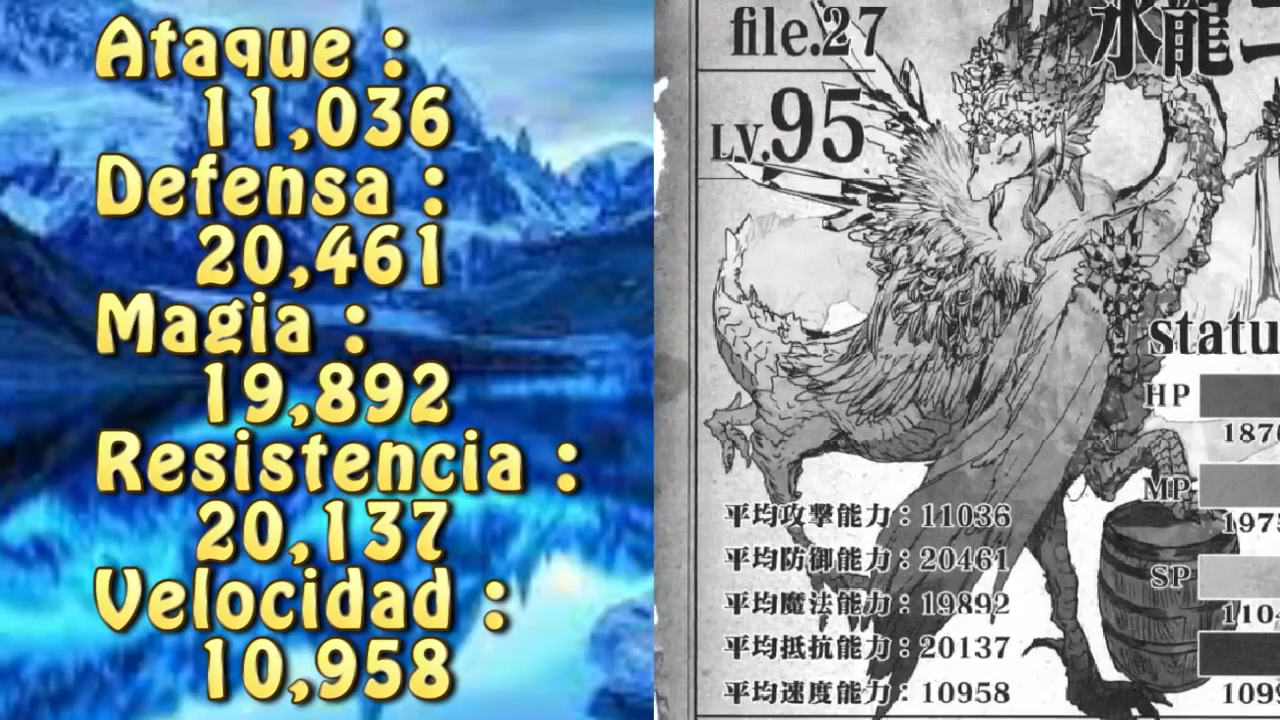 Ataque :
11,036
Defensa :
20,461
Magia :
19,892
Resistencia :
20,137
Velocidad :
10,958
file.27
LV.95
statu
HP
MP
SP
平均攻撃能力：11036
平均防御能力：20461
平均魔法能力：19892
平均抵抗能力：20137
平均速度能力：10958